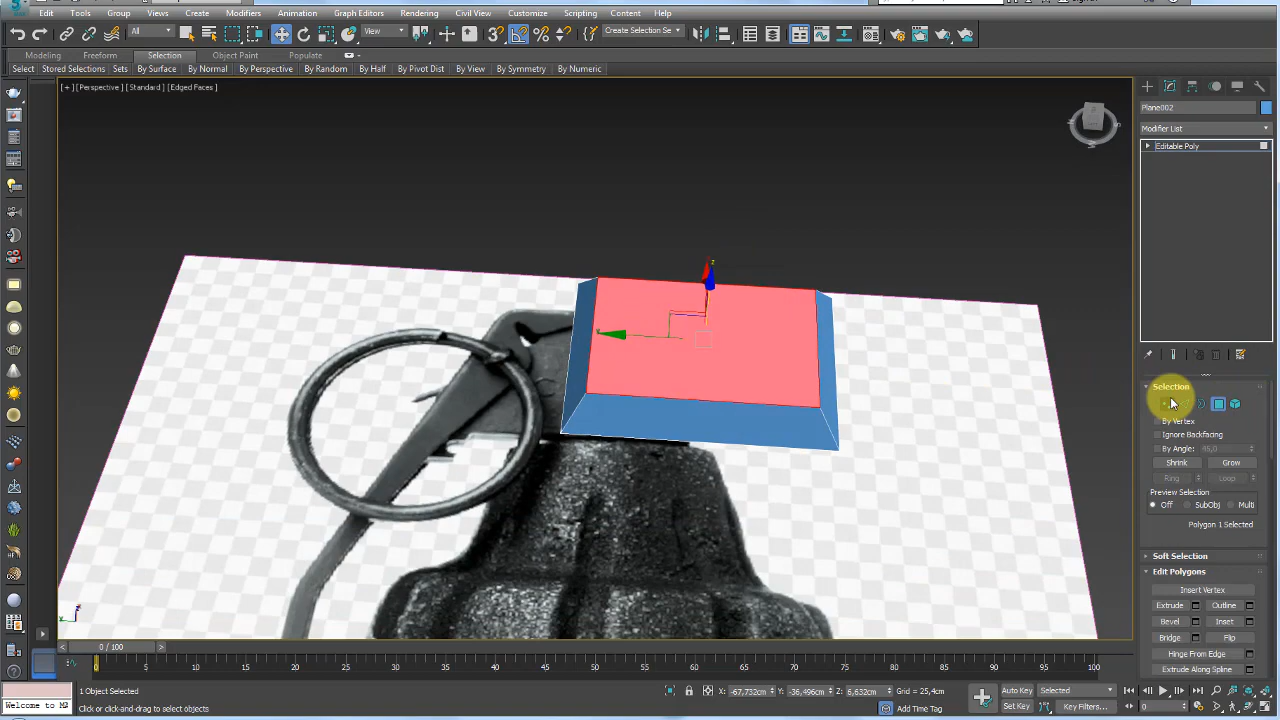 Edit Tools Group Views Create Modifiers Animation Graph Editors Rendering Civil View Customize Scripting Content Help
All View Create Selection Se
Modeling Freeform Selection Object Paint Populate
Select Stored Selections Sets By Surface By Normal By Perspective By Random By Half By Pivot Dist By View By Symmetry By Numeric
[+] [Perspective] [Standard] [Edged Faces]
Plane002
Modifier List
Editable Poly
Selection
By Vertex
Ignore Backfacing
By Angle: 45,0
Shrink Grow
Ring Loop
Preview Selection
Off SubObj Multi
Polygon 1 Selected
Soft Selection
Edit Polygons
Insert Vertex
Extrude Outline
Bevel Inset
Bridge Flip
Hinge From Edge
Extrude Along Spline
< 0 / 100 >
0 5 10 15 20 25 30 35 40 45 50 55 60 65 70 75 80 85 90 95 100
1 Object Selected X: -67,732cm Y: -36,496cm Z: 6,632cm Grid = 25,4cm Auto Key Selected
Welcome to M Click or click-and-drag to select objects Add Time Tag Set Key Key Filters... 0